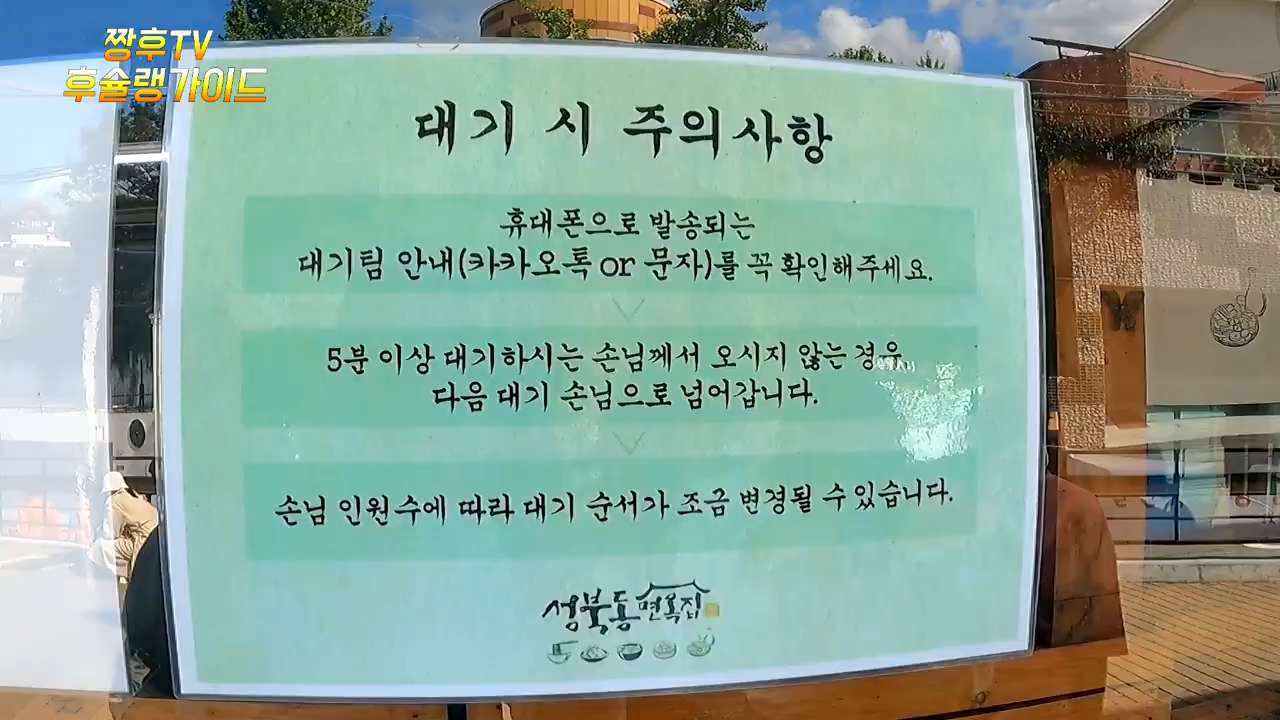 짱후TV
후슐랭가이드
대기 시 주의사항
휴대폰으로 발송되는
대기팀 안내(카카오톡 or 문자)를 꼭 확인해주세요.
5분 이상 대기하시는 손님께서 오시지 않는 경우
다음 대기 손님으로 넘어갑니다.
손님 인원수에 따라 대기 순서가 조금 변경될 수 있습니다.
성북동면옥집